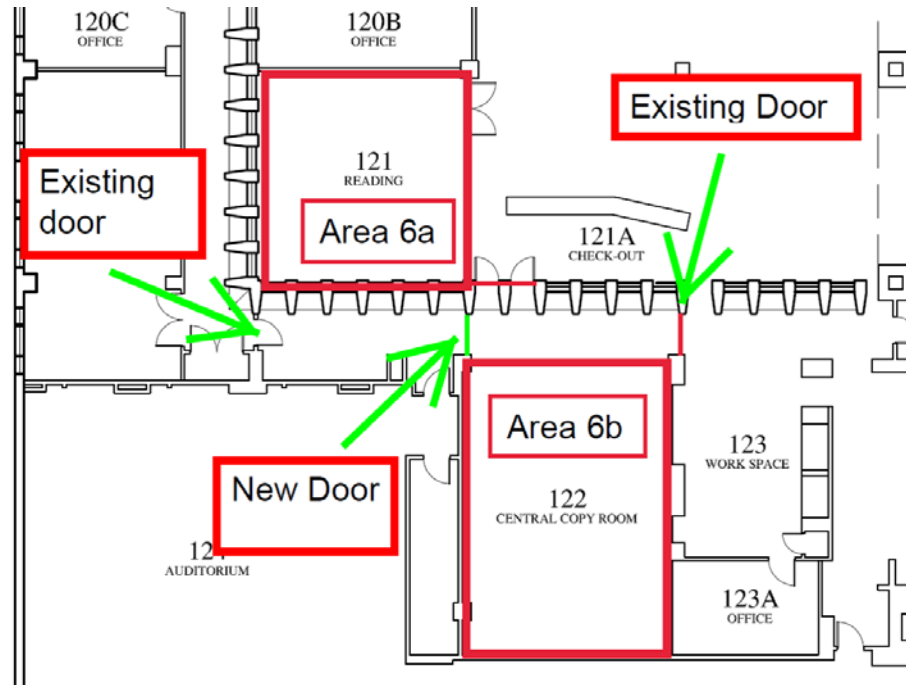 120C
OFFICE
120B
OFFICE
Existing Door
Existing
door
121
READING
Area 6a
121A
CHECK-OUT
Area 6b
New Door
122
CENTRAL COPY ROOM
123
WORK SPACE
AUDITORIUM
123A
OFFICE